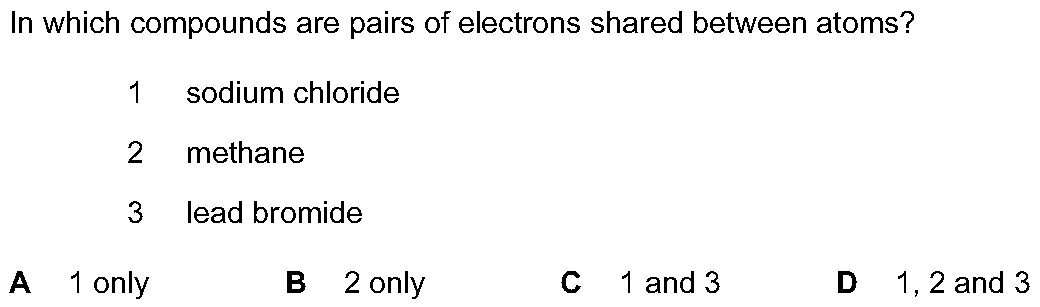 In which compounds are pairs of electrons shared between atoms?
1 sodium chloride
2 methane
3 lead bromide
A 1 only B 2 only C 1 and 3 D 1, 2 and 3